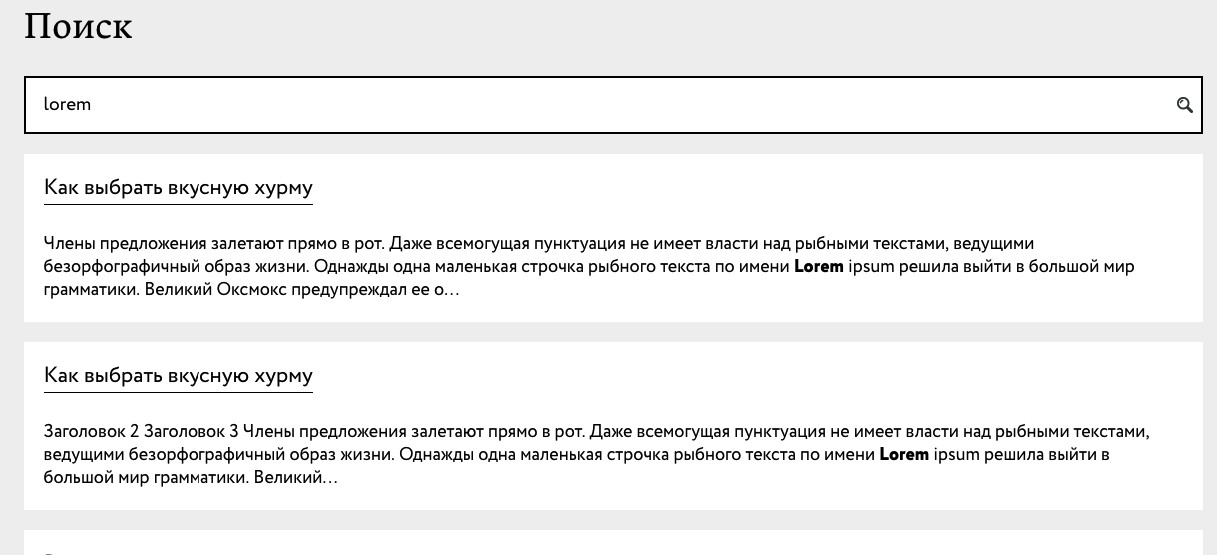 Поиск
lorem
Как выбрать вкусную хурму
Члены предложения залетают прямо в рот. Даже всемогущая пунктуация не имеет власти над рыбными текстами, ведущими
безорфографичный образ жизни. Однажды одна маленькая строчка рыбного текста по имени Lorem ipsum решила выйти в большой мир
грамматики. Великий Оксмокс предупреждал ее о...
Как выбрать вкусную хурму
Заголовок 2 Заголовок 3 Члены предложения залетают прямо в рот. Даже всемогущая пунктуация не имеет власти над рыбными текстами,
ведущими безорфографичный образ жизни. Однажды одна маленькая строчка рыбного текста по имени Lorem ipsum решила выйти в
большой мир грамматики. Великий...